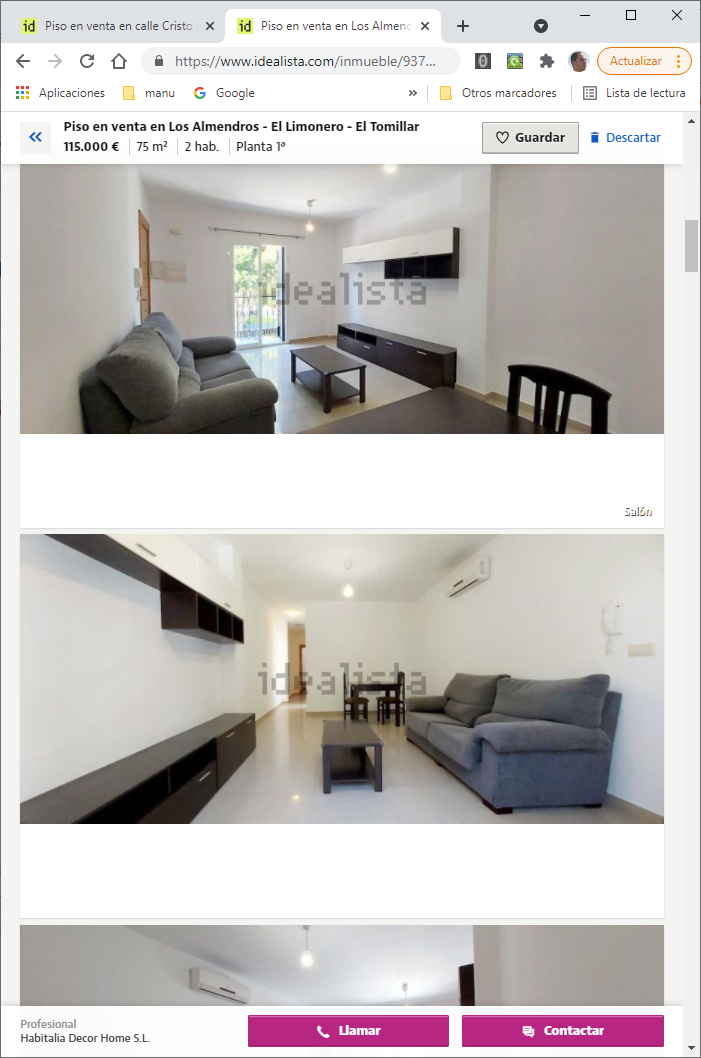 id Piso en venta en calle Cristo
id Piso en venta en Los Almend
https://www.idealista.com/inmueble/937...
Actualizar
Aplicaciones
manu
Google
»
Otros marcadores
Lista de lectura
Piso en venta en Los Almendros - El Limonero - El Tomillar
115.000 € 75 m² 2 hab. Planta 1ª
Guardar
Descartar
idealista
Salón
idealista
Profesional
Habitalia Decor Home S.L.
Llamar
Contactar